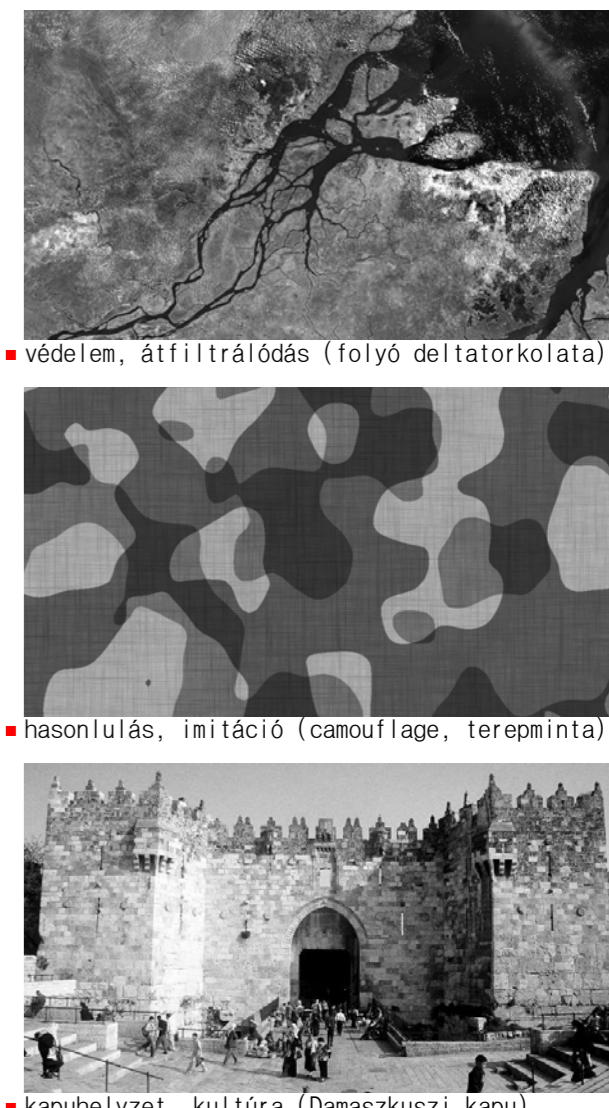 védelem, átfiltrálódás (folyó deltatorkolata)
hasonlulás, imitáció (camouflage, terepminta)
kapuhelyzet, kultúra (Damaszkuszi kapu)